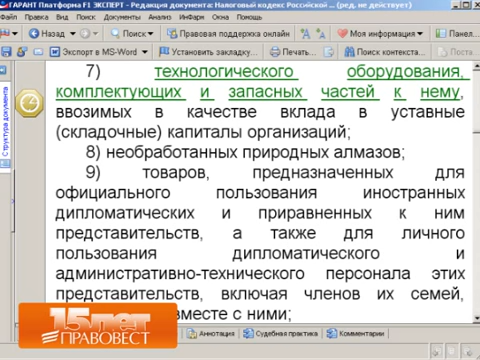 ГАРАНТ Платформа F1 ЭКСПЕРТ - Редакция документа: Налоговый кодекс Российской ... (ред. не действует)
Файл Правка Вид Поиск Документы Анализ ИнФарм Окна Помощь
Поиск Правовая поддержка онлайн Моя информация Панел...
Экспорт в MS-Word Установить закладку... Печать... Поиск контекста...
Структура документа
7) технологического оборудования,
комплектующих и запасных частей к нему,
ввозимых в качестве вклада в уставные
(складочные) капиталы организаций;
8) необработанных природных алмазов;
9) товаров, предназначенных для
официального пользования иностранных
дипломатических и приравненных к ним
представительств, а также для личного
пользования дипломатического и
административно-технического персонала этих
представительств, включая членов их семей,
вместе с ними;
15 лет
ПРАВОВЕСТ
Аннотация Судебная практика Комментарии